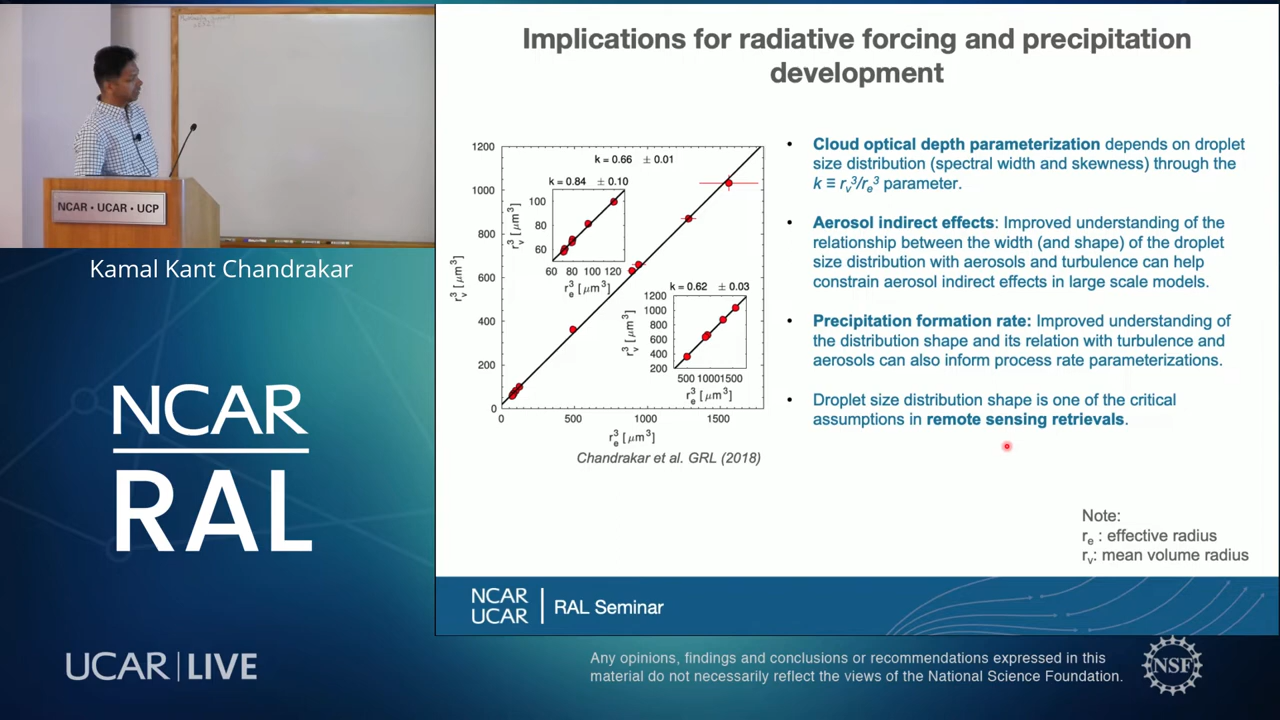 NCAR • UCAR • UCP
Kamal Kant Chandrakar
NCAR
RAL
UCAR | LIVE
Implications for radiative forcing and precipitation
development
k = 0.66 ± 0.01
k = 0.84 ± 0.10
k = 0.62 ± 0.03
1200
1000
800
600
400
200
0
0
500
1000
1500
r_v^3 [μm^3]
r_e^3 [μm^3]
100
80
60
60 80 100 120
r_v^3 [μm^3]
r_e^3 [μm^3]
1200
1000
800
600
400
200
500 1000 1500
r_v^3 [μm^3]
r_e^3 [μm^3]
Chandrakar et al. GRL (2018)
• Cloud optical depth parameterization depends on droplet
size distribution (spectral width and skewness) through the
k ≡ r_v^3/r_e^3 parameter.
• Aerosol indirect effects: Improved understanding of the
relationship between the width (and shape) of the droplet
size distribution with aerosols and turbulence can help
constrain aerosol indirect effects in large scale models.
• Precipitation formation rate: Improved understanding of
the distribution shape and its relation with turbulence and
aerosols can also inform process rate parameterizations.
• Droplet size distribution shape is one of the critical
assumptions in remote sensing retrievals.
Note:
r_e : effective radius
r_v: mean volume radius
NCAR
UCAR
RAL Seminar
Any opinions, findings and conclusions or recommendations expressed in this
material do not necessarily reflect the views of the National Science Foundation.
NSF